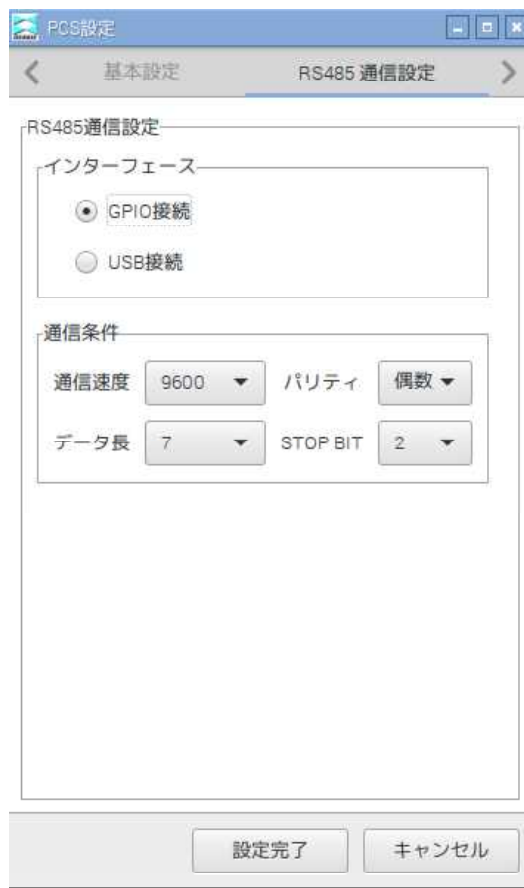 PCS設定
基本設定 RS485 通信設定
RS485通信設定
インターフェース
GPIO接続
USB接続
通信条件
通信速度 9600 パリティ 偶数
データ長 7 STOP BIT 2
設定完了 キャンセル